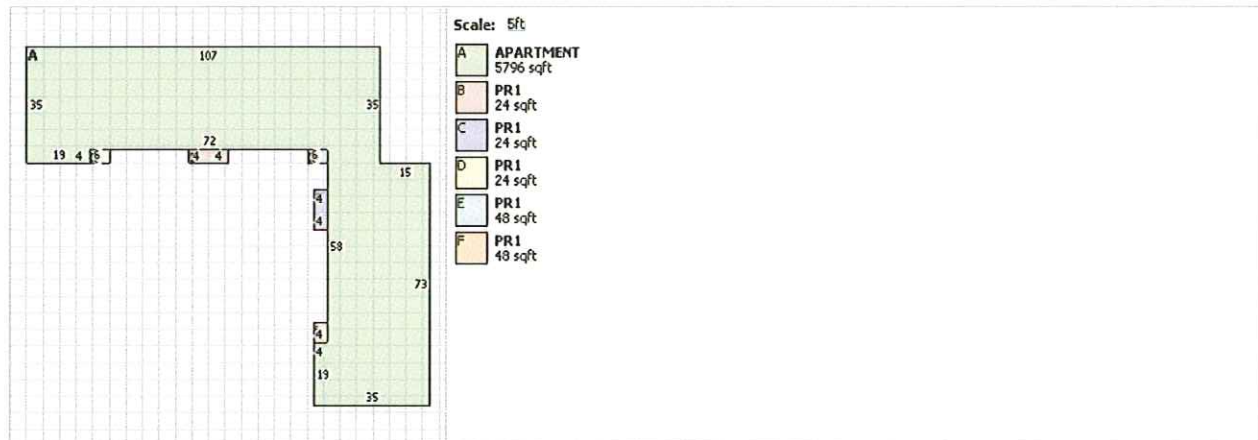 Scale: 5ft
A
107
35
35
72
19 4 6
4 4
6
15
4
4
58
73
4
4
19
35
A APARTMENT
5796 sqft
B PR1
24 sqft
C PR1
24 sqft
D PR1
24 sqft
E PR1
48 sqft
F PR1
48 sqft